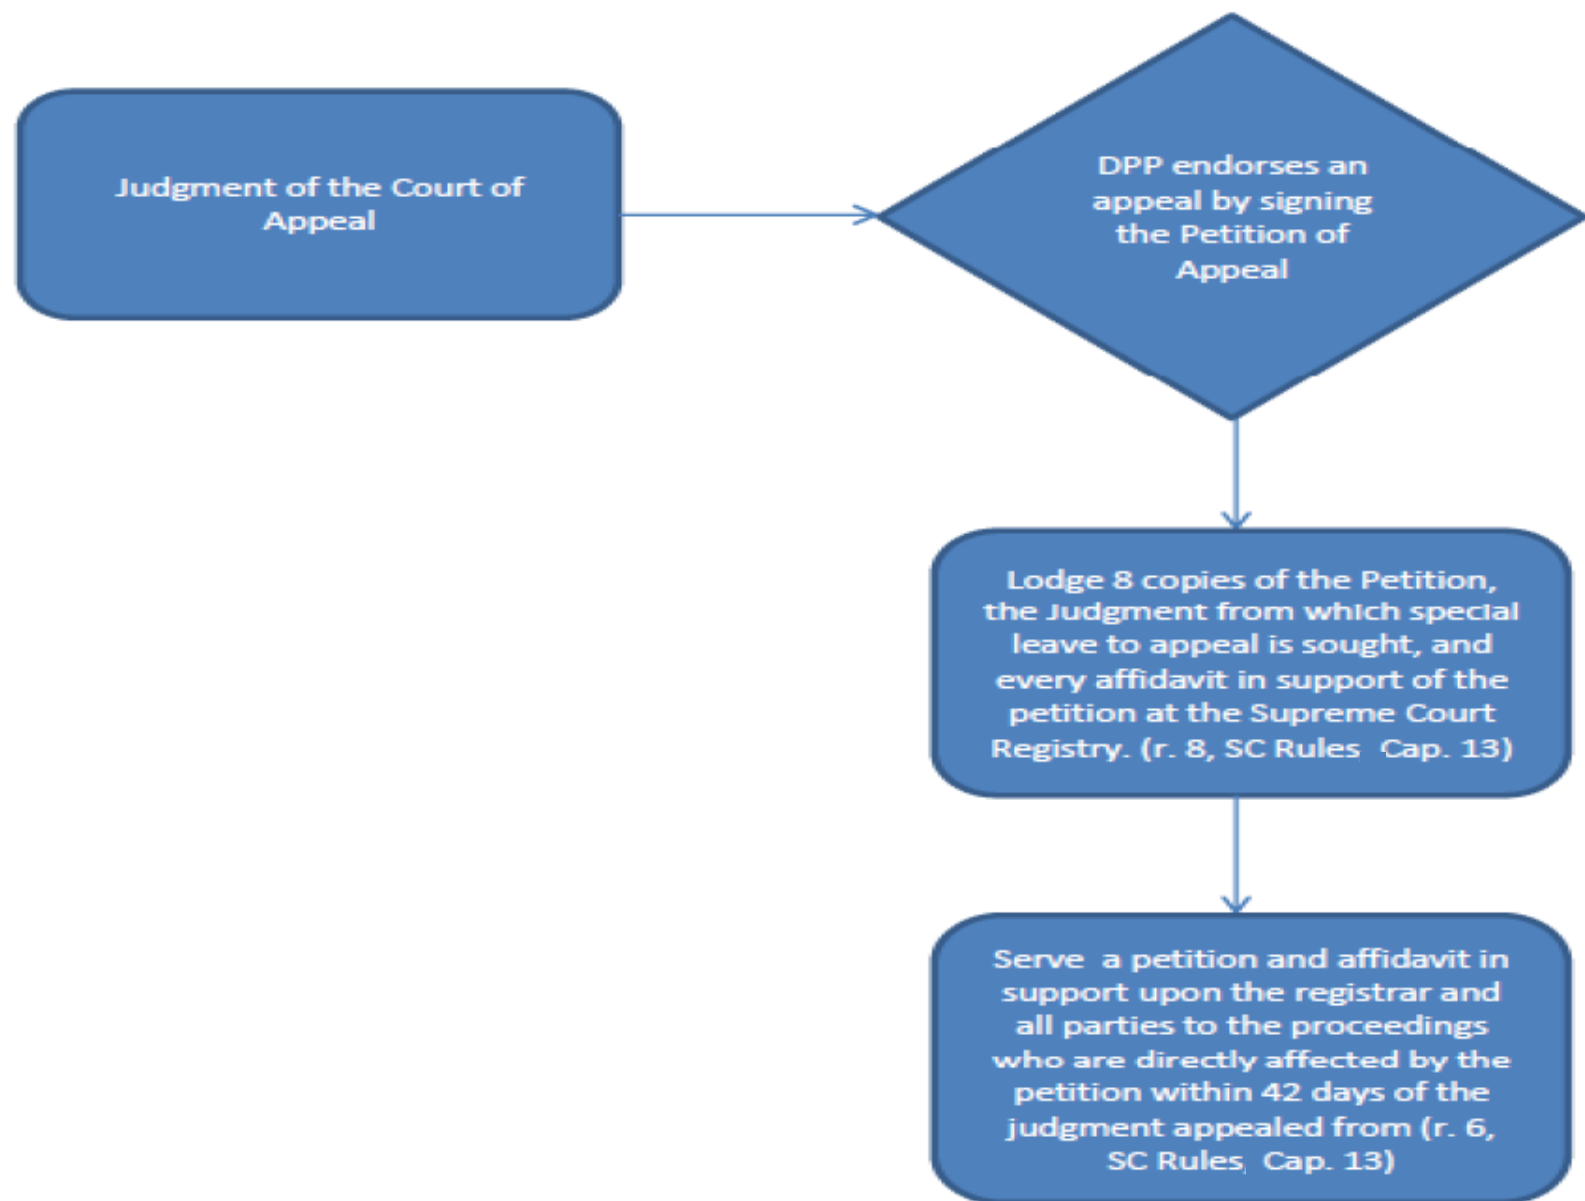 Judgment of the Court of
Appeal
DPP endorses an
appeal by signing
the Petition of
Appeal
Lodge 8 copies of the Petition,
the Judgment from which special
leave to appeal is sought, and
every affidavit in support of the
petition at the Supreme Court
Registry. (r. 8, SC Rules Cap. 13)
Serve a petition and affidavit in
support upon the registrar and
all parties to the proceedings
who are directly affected by the
petition within 42 days of the
judgment appealed from (r. 6,
SC Rules, Cap. 13)